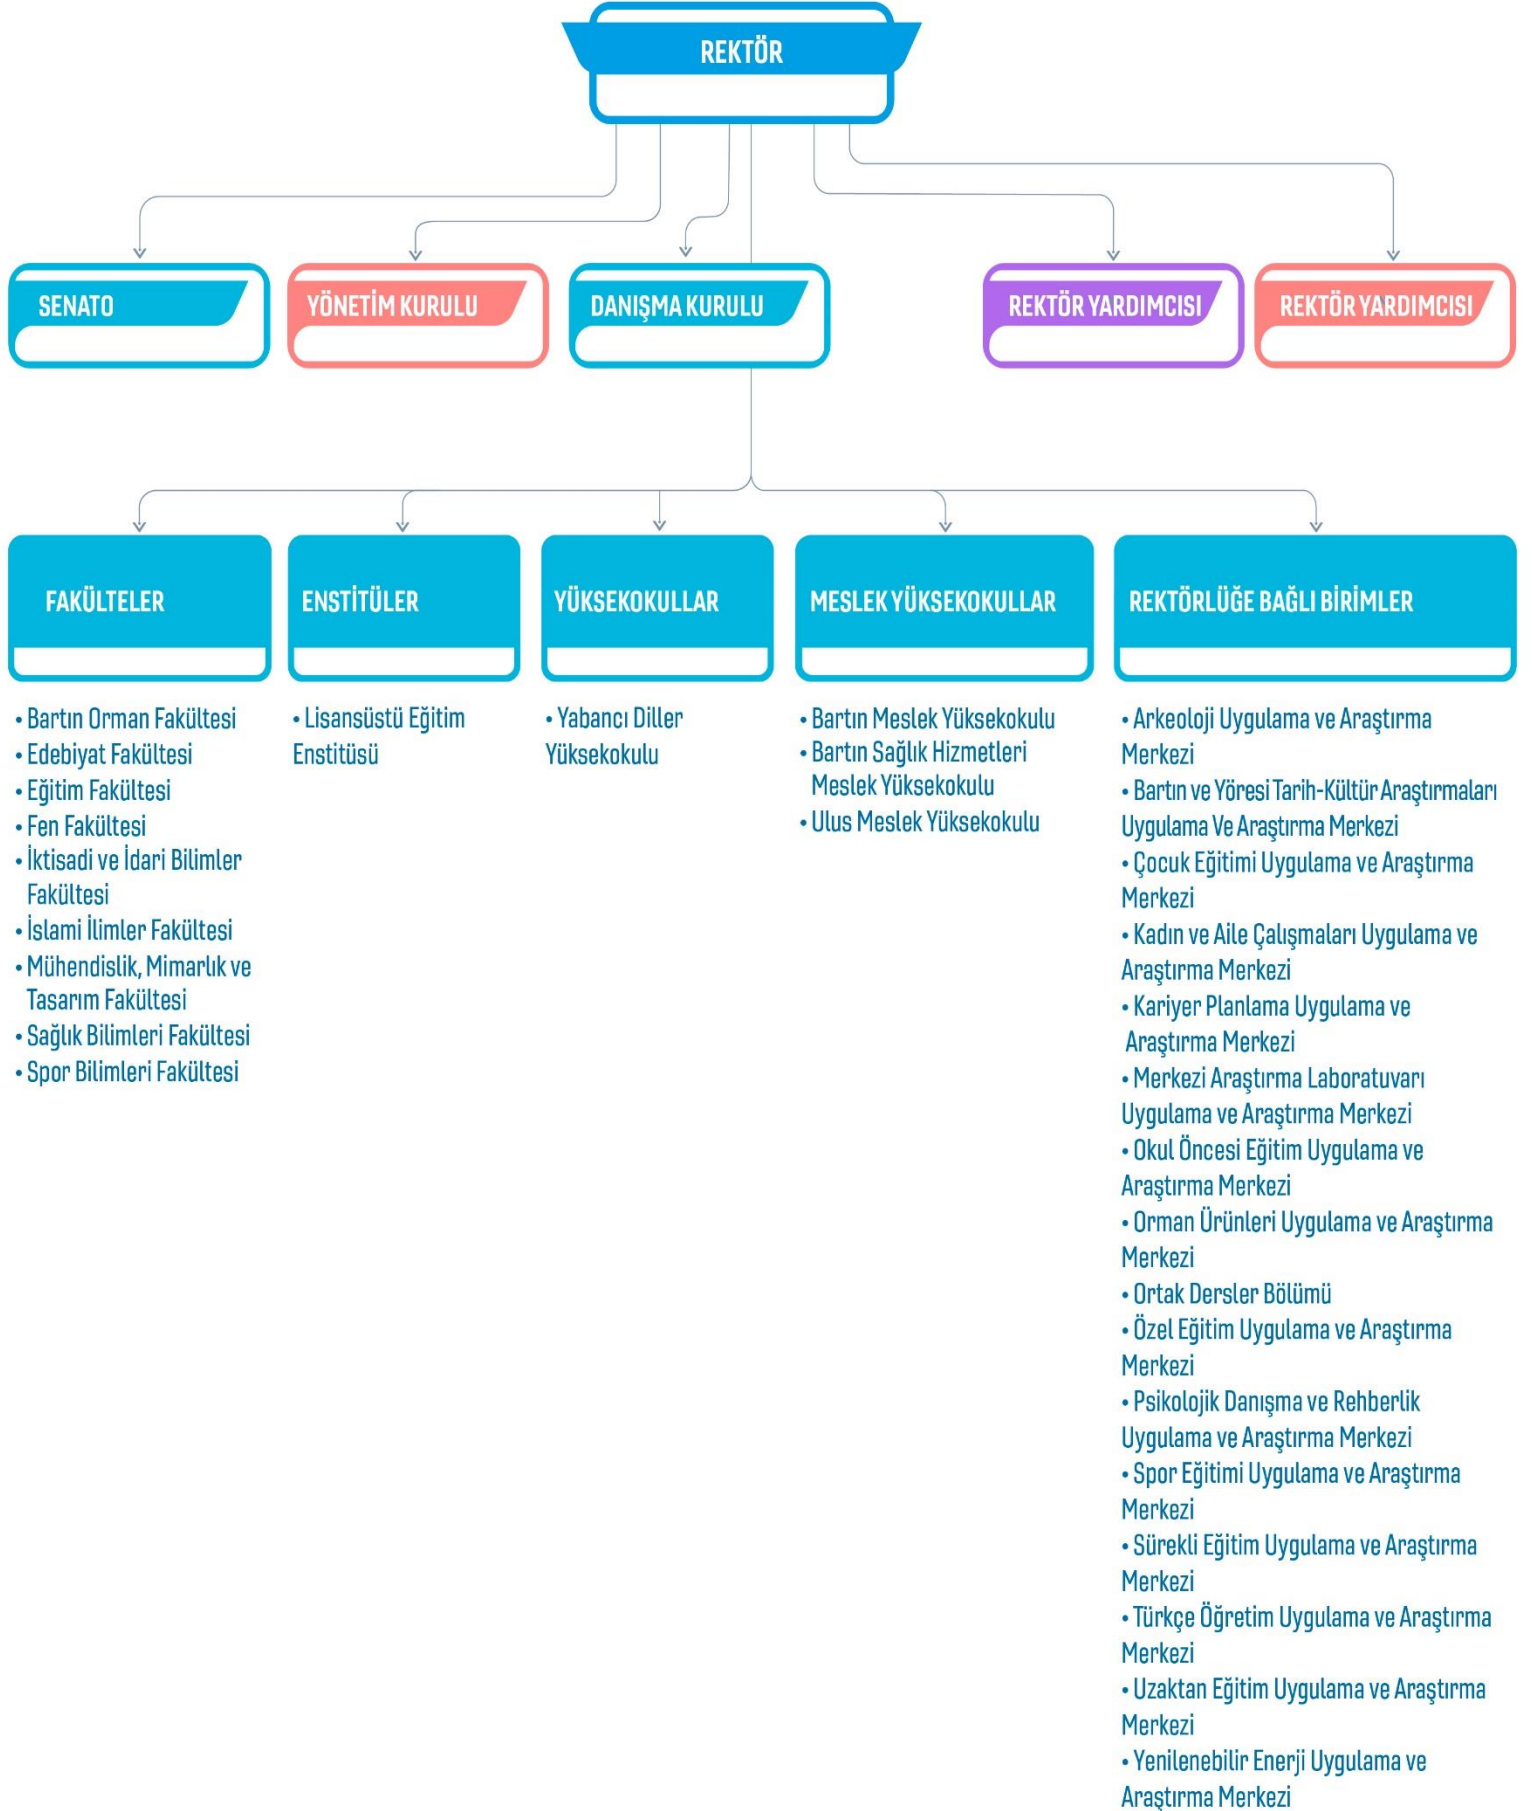 REKTÖR
SENATO
YÖNETİM KURULU
DANIŞMA KURULU
REKTÖR YARDIMCISI
REKTÖR YARDIMCISI
FAKÜLTELER
• Bartın Orman Fakültesi
• Edebiyat Fakültesi
• Eğitim Fakültesi
• Fen Fakültesi
• İktisadi ve İdari Bilimler
Fakültesi
• İslami İlimler Fakültesi
• Mühendislik, Mimarlık ve
Tasarım Fakültesi
• Sağlık Bilimleri Fakültesi
• Spor Bilimleri Fakültesi
ENSTİTÜLER
• Lisansüstü Eğitim
Enstitüsü
YÜKSEKOKULLAR
• Yabancı Diller
Yüksekokulu
MESLEK YÜKSEKOKULLAR
• Bartın Meslek Yüksekokulu
• Bartın Sağlık Hizmetleri
Meslek Yüksekokulu
• Ulus Meslek Yüksekokulu
REKTÖRLÜĞE BAĞLI BİRİMLER
• Arkeoloji Uygulama ve Araştırma
Merkezi
• Bartın ve Yöresi Tarih-Kültür Araştırmaları
Uygulama Ve Araştırma Merkezi
• Çocuk Eğitimi Uygulama ve Araştırma
Merkezi
• Kadın ve Aile Çalışmaları Uygulama ve
Araştırma Merkezi
• Kariyer Planlama Uygulama ve
Araştırma Merkezi
• Merkezi Araştırma Laboratuvarı
Uygulama ve Araştırma Merkezi
• Okul Öncesi Eğitim Uygulama ve
Araştırma Merkezi
• Orman Ürünleri Uygulama ve Araştırma
Merkezi
• Ortak Dersler Bölümü
• Özel Eğitim Uygulama ve Araştırma
Merkezi
• Psikolojik Danışma ve Rehberlik
Uygulama ve Araştırma Merkezi
• Spor Eğitimi Uygulama ve Araştırma
Merkezi
• Sürekli Eğitim Uygulama ve Araştırma
Merkezi
• Türkçe Öğretim Uygulama ve Araştırma
Merkezi
• Uzaktan Eğitim Uygulama ve Araştırma
Merkezi
• Yenilenebilir Enerji Uygulama ve
Araştırma Merkezi